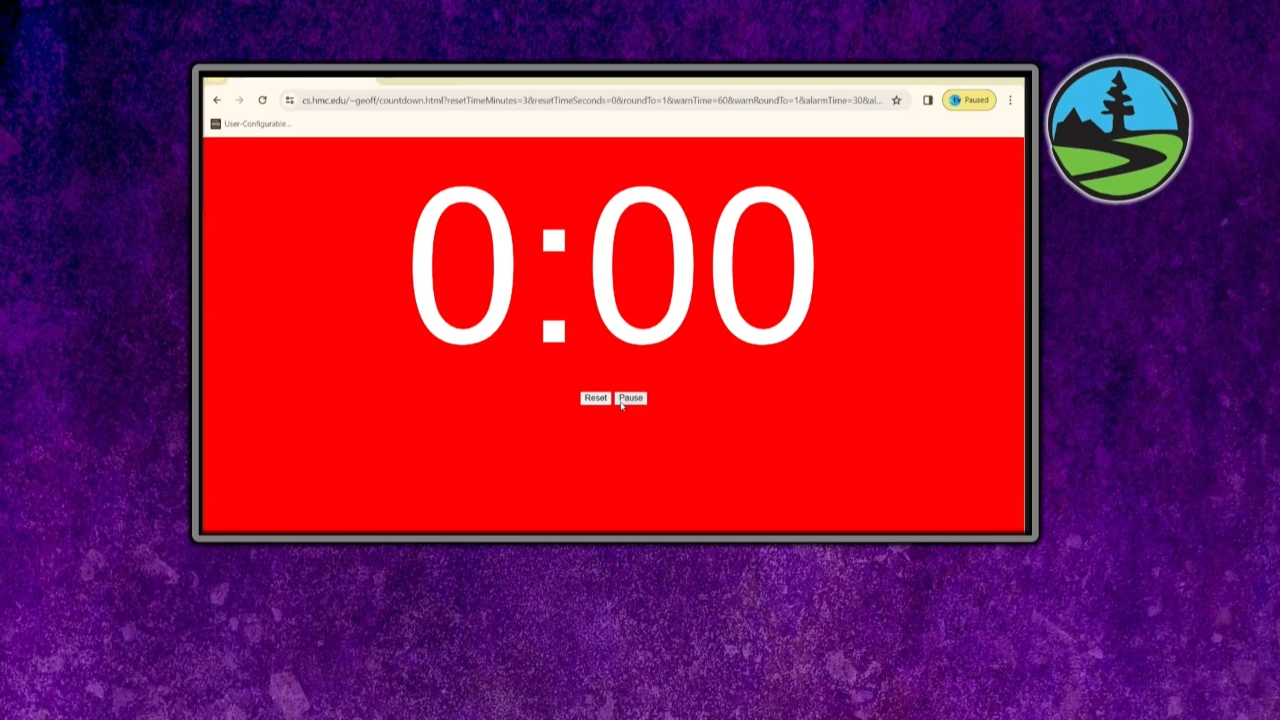 cs.hmc.edu/~geoff/countdown.html?resetTimeMinutes=3&resetTimeSeconds=0&roundTo=1&warnTime=60&warnRoundTo=1&alarmTime=30&al...
Paused
User-Configurable...
0:00
Reset Pause